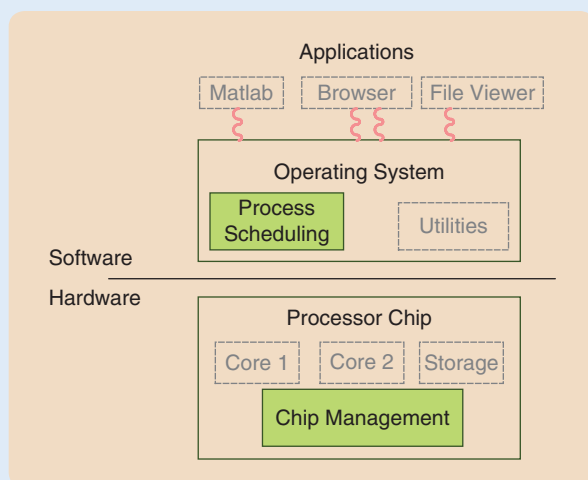 Applications
Matlab
Browser
File Viewer
Operating System
Process
Scheduling
Utilities
Software
Hardware
Processor Chip
Core 1
Core 2
Storage
Chip Management